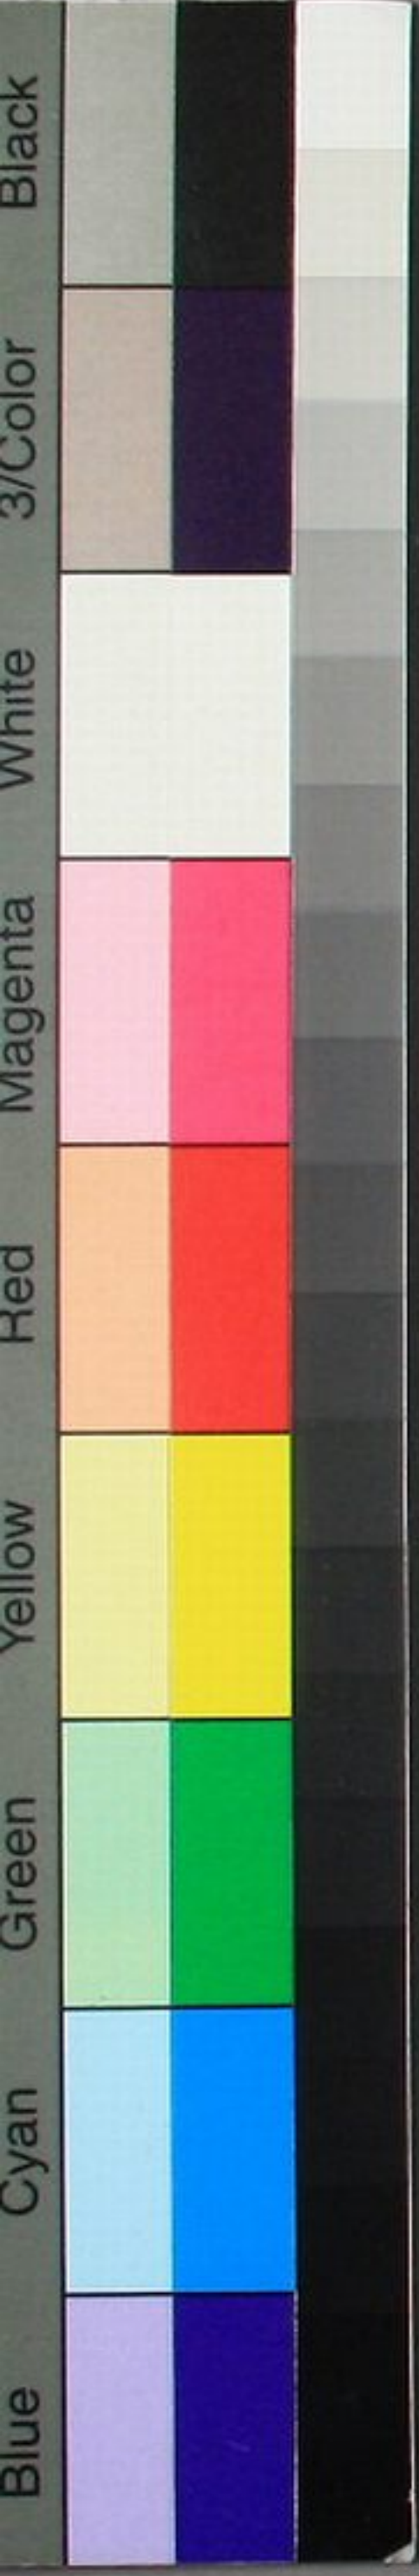 Black
3/Color
White
Magenta
Red
Yellow
Green
Cyan
Blue